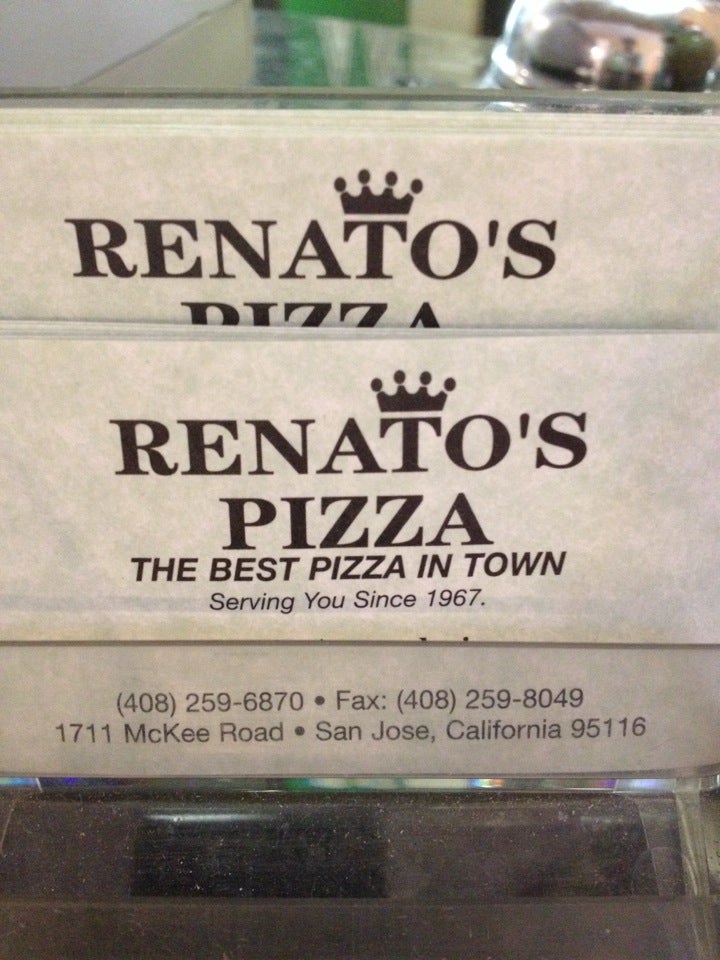 RENATO'S
PIZZA
RENATO'S
PIZZA
THE BEST PIZZA IN TOWN
Serving You Since 1967.
(408) 259-6870 • Fax: (408) 259-8049
1711 McKee Road • San Jose, California 95116